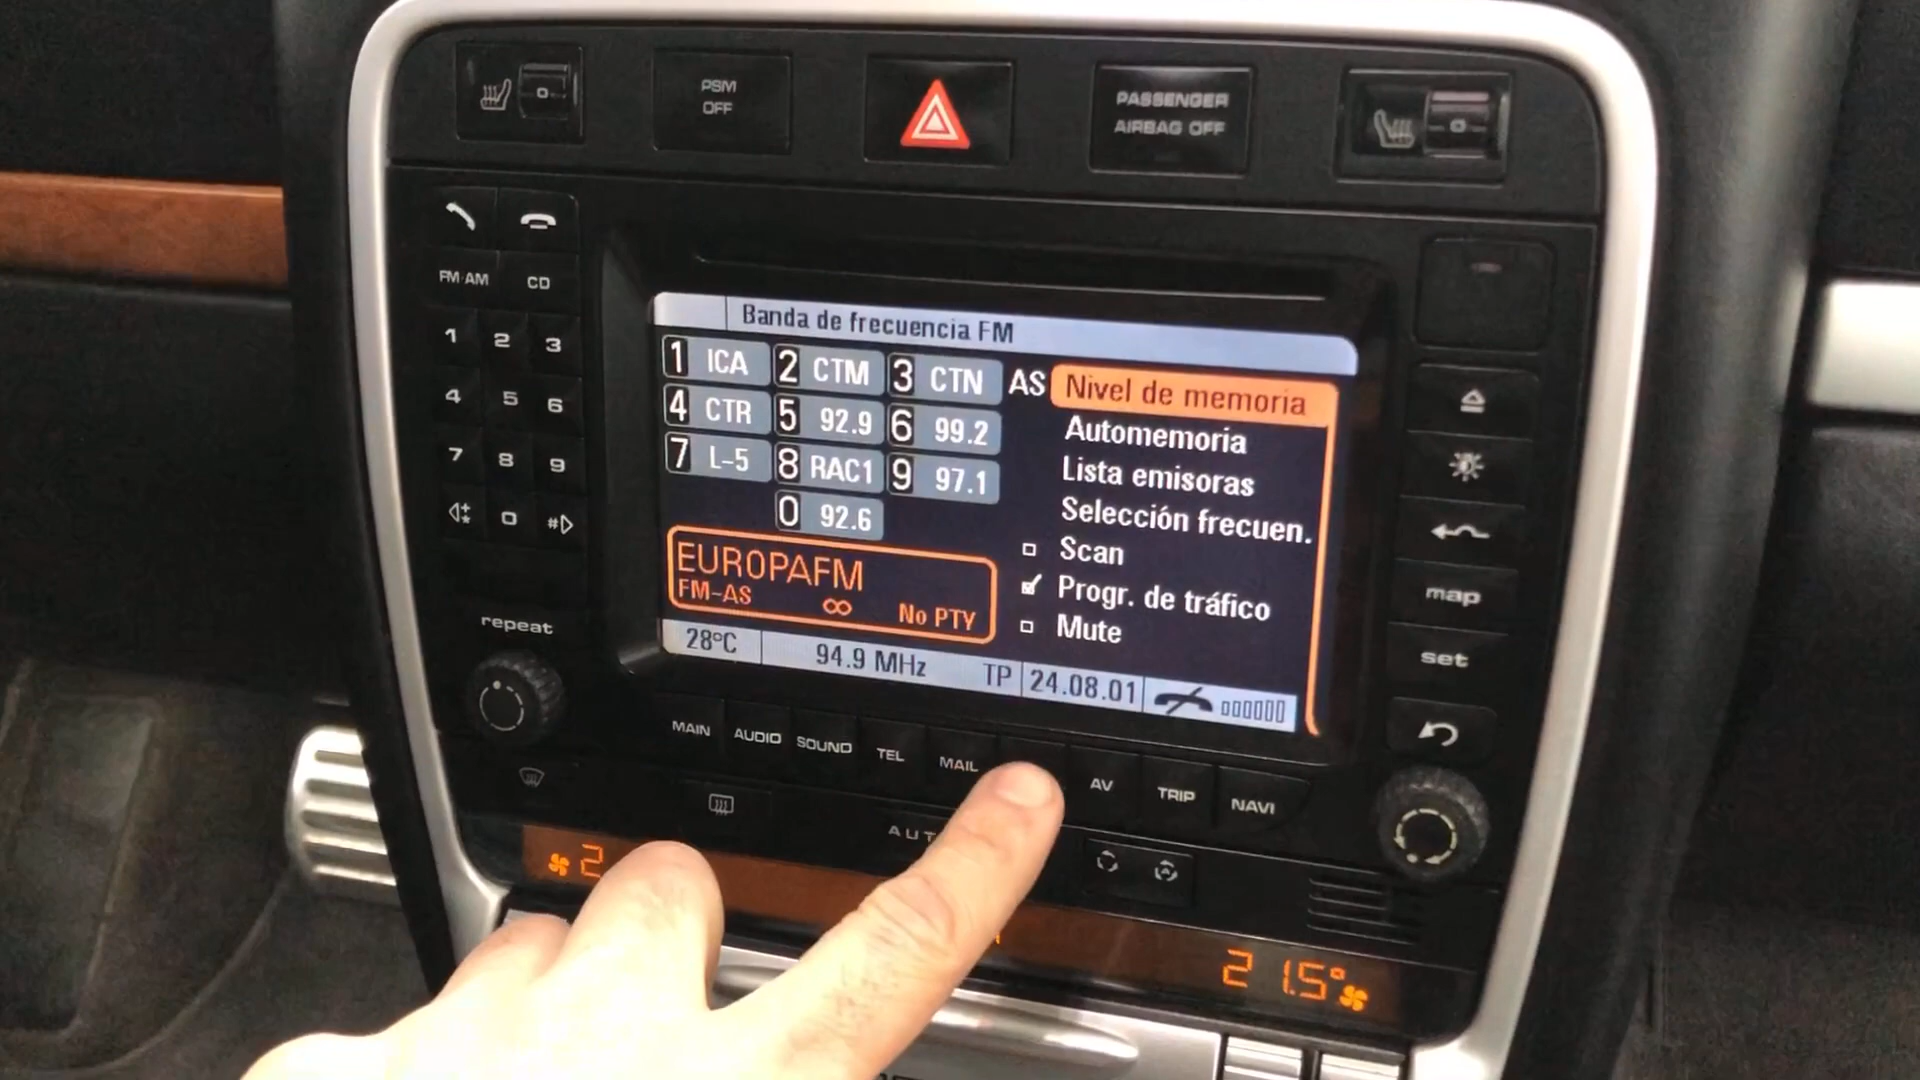 PSM
OFF
PASSENGER
AIRBAG OFF
FM·AM
CD
1 2 3
4 5 6
7 8 9
0 #
repeat
Banda de frecuencia FM
1 ICA 2 CTM 3 CTN AS
4 CTR 5 92.9 6 99.2
7 L-5 8 RAC1 9 97.1
0 92.6
Nivel de memoria
Automemoria
Lista emisoras
Selección frecuen.
Scan
Progr. de tráfico
Mute
EUROPAFM
FM-AS ∞ No PTY
28°C 94.9 MHz TP 24.08.01
map
set
MAIN AUDIO SOUND TEL MAIL AV TRIP NAVI
2
21.5°